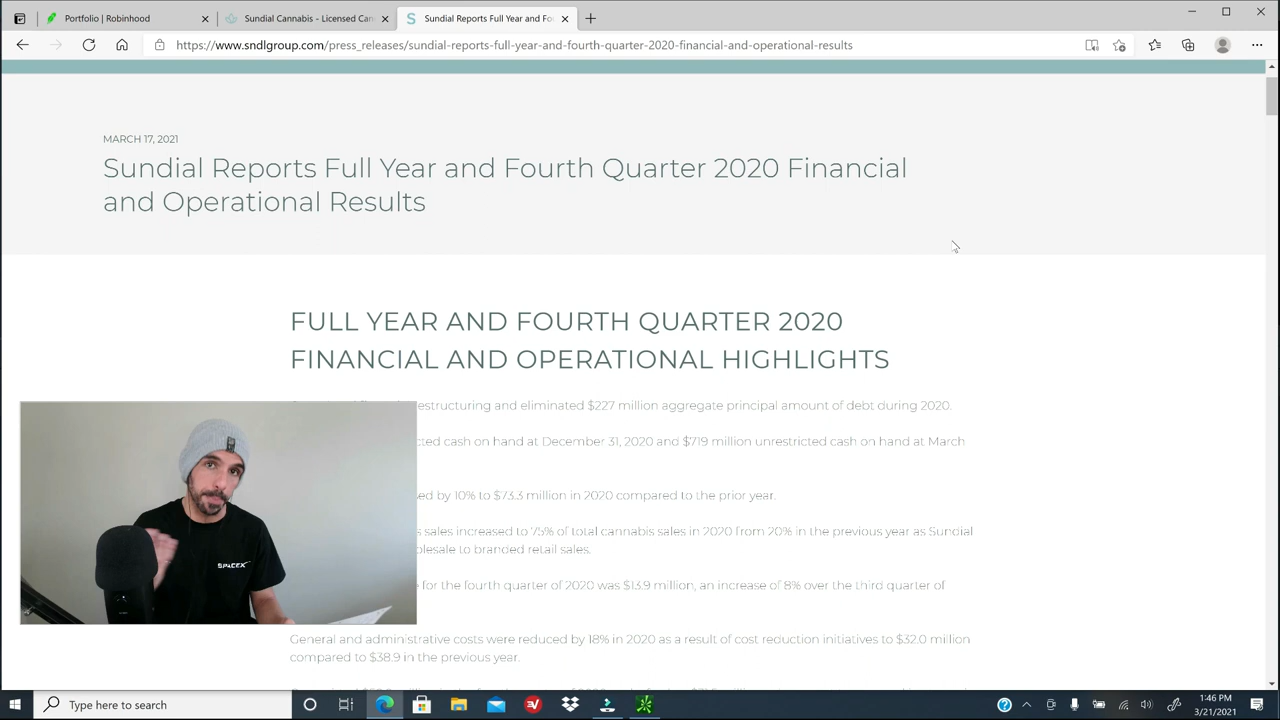 Portfolio | Robinhood
Sundial Cannabis - Licensed Can
Sundial Reports Full Year and Fo
https://www.sndlgroup.com/press_releases/sundial-reports-full-year-and-fourth-quarter-2020-financial-and-operational-results
MARCH 17, 2021
Sundial Reports Full Year and Fourth Quarter 2020 Financial
and Operational Results
FULL YEAR AND FOURTH QUARTER 2020
FINANCIAL AND OPERATIONAL HIGHLIGHTS
estructuring and eliminated $227 million aggregate principal amount of debt during 2020.
cted cash on hand at December 31, 2020 and $719 million unrestricted cash on hand at March
ed by 10% to $73.3 million in 2020 compared to the prior year.
s sales increased to 75% of total cannabis sales in 2020 from 20% in the previous year as Sundial
olesale to branded retail sales.
for the fourth quarter of 2020 was $13.9 million, an increase of 8% over the third quarter of
SPACEX
General and administrative costs were reduced by 18% in 2020 as a result of cost reduction initiatives to $32.0 million
compared to $38.9 in the previous year.
Type here to search
1:46 PM
3/21/2021